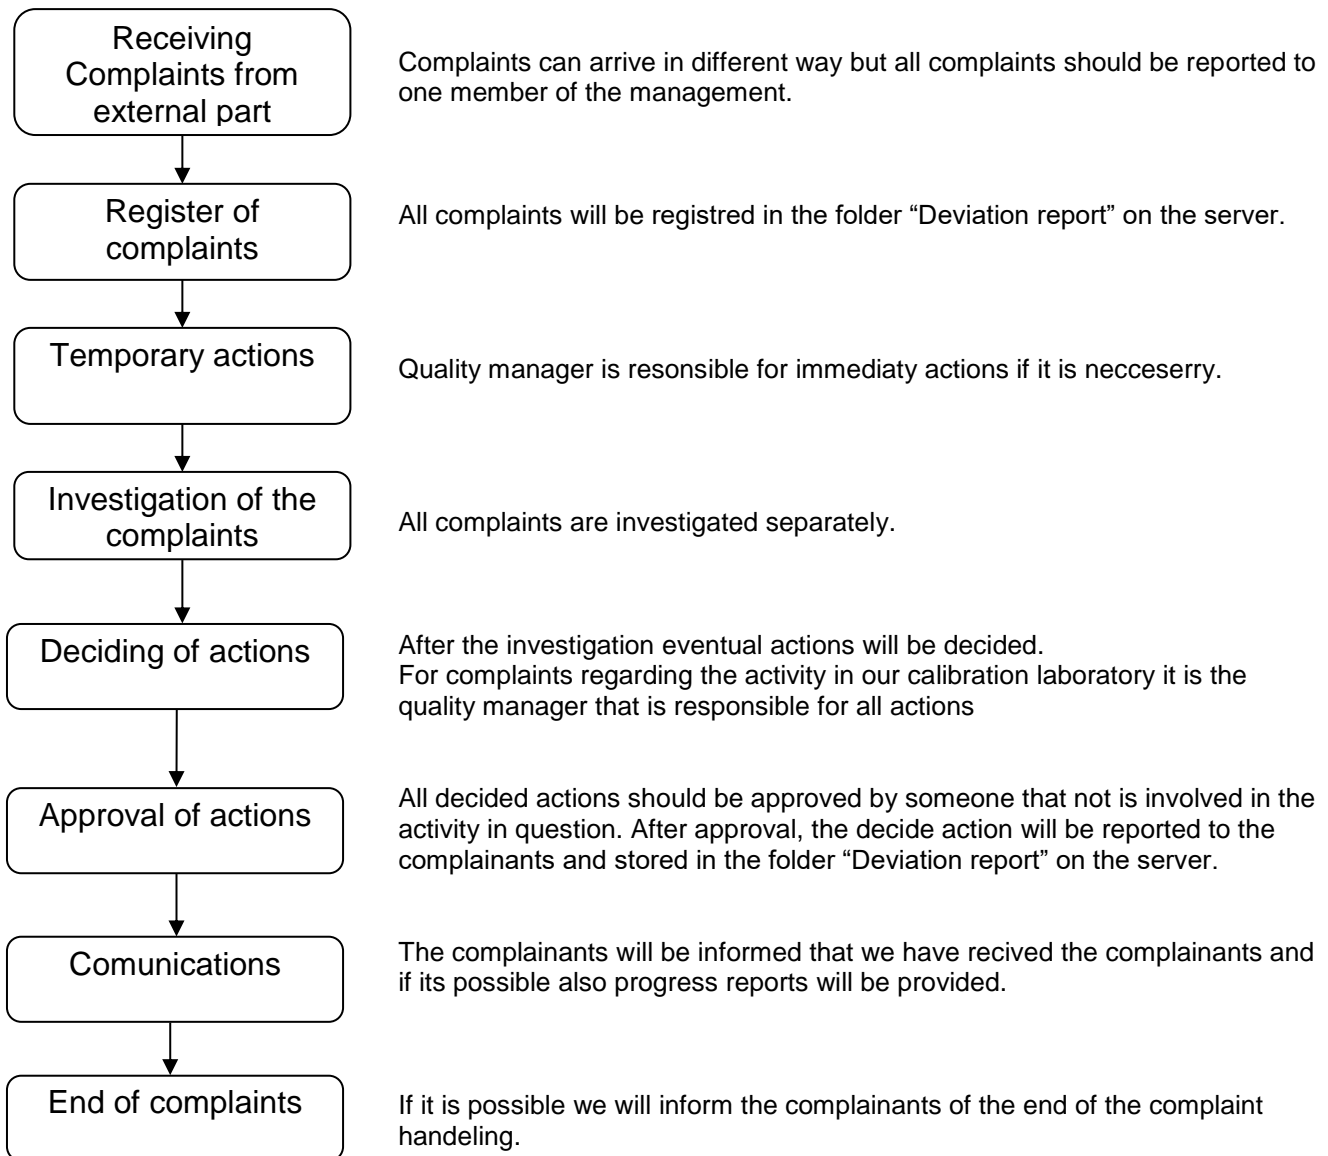 Receiving
Complaints from
external part
Complaints can arrive in different way but all complaints should be reported to
one member of the management.
Register of
complaints
All complaints will be registred in the folder “Deviation report” on the server.
Temporary actions
Quality manager is resonsible for immediaty actions if it is necceserry.
Investigation of the
complaints
All complaints are investigated separately.
Deciding of actions
After the investigation eventual actions will be decided.
For complaints regarding the activity in our calibration laboratory it is the
quality manager that is responsible for all actions
Approval of actions
All decided actions should be approved by someone that not is involved in the
activity in question. After approval, the decide action will be reported to the
complainants and stored in the folder “Deviation report” on the server.
Comunications
The complainants will be informed that we have recived the complainants and
if its possible also progress reports will be provided.
End of complaints
If it is possible we will inform the complainants of the end of the complaint
handeling.